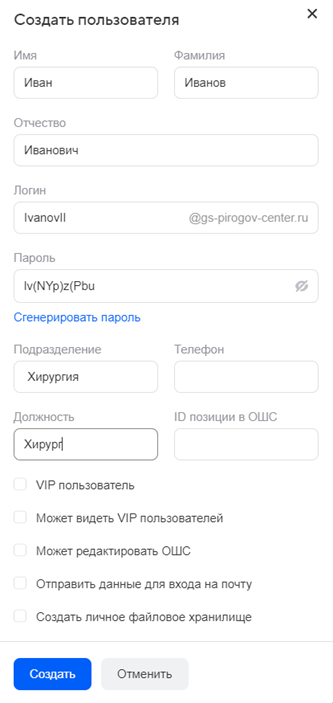 Создать пользователя
Имя Фамилия
Иван Иванов
Отчество
Иванович
Логин
IvanovII @gs-pirogov-center.ru
Пароль
Iv(NYp)z(Pbu
Сгенерировать пароль
Подразделение Телефон
Хирургия
Должность ID позиции в ОШС
Хирург
VIP пользователь
Может видеть VIP пользователей
Может редактировать ОШС
Отправить данные для входа на почту
Создать личное файловое хранилище
Создать Отменить